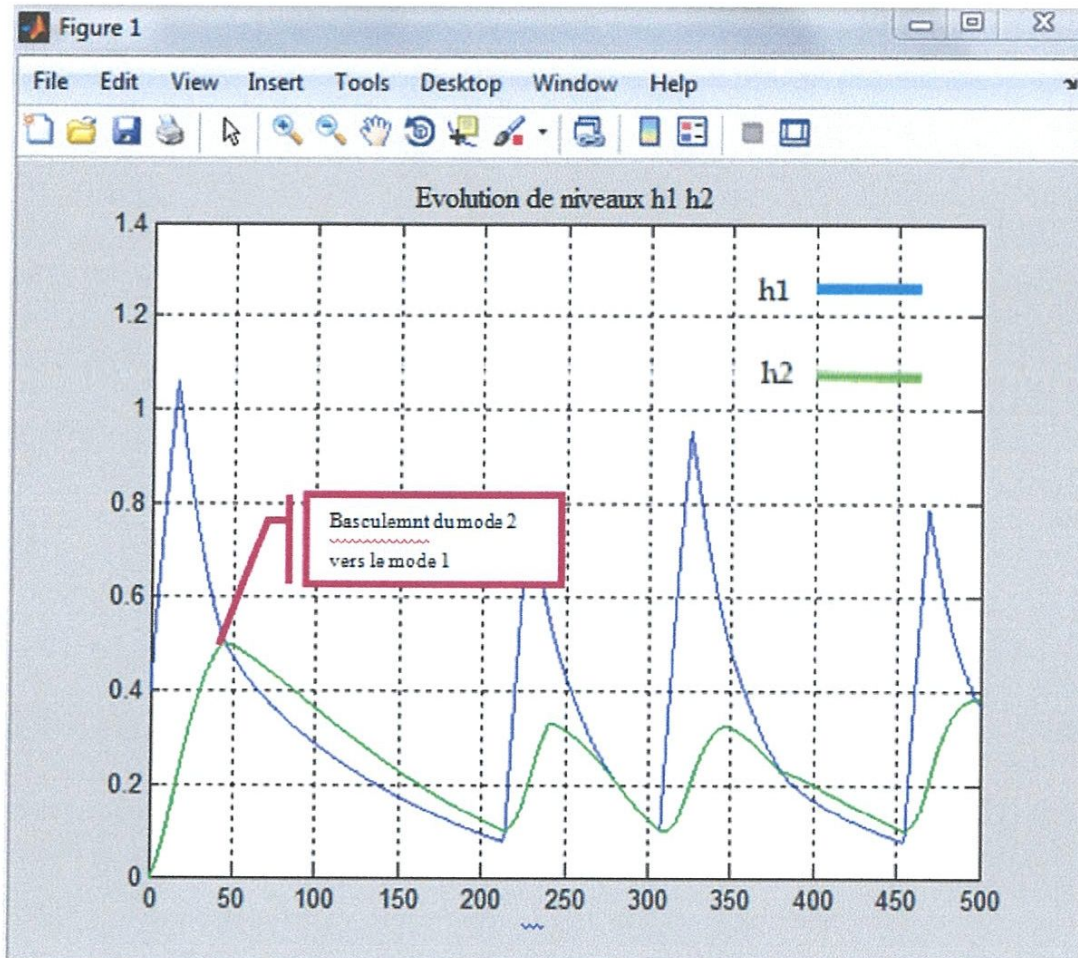 Figure 1
File Edit View Insert Tools Desktop Window Help
Evolution de niveaux h1 h2
1.4
1.2
1
0.8
0.6
0.4
0.2
0
h1
h2
Basculemnt du mode 2
vers le mode 1
0 50 100 150 200 250 300 350 400 450 500